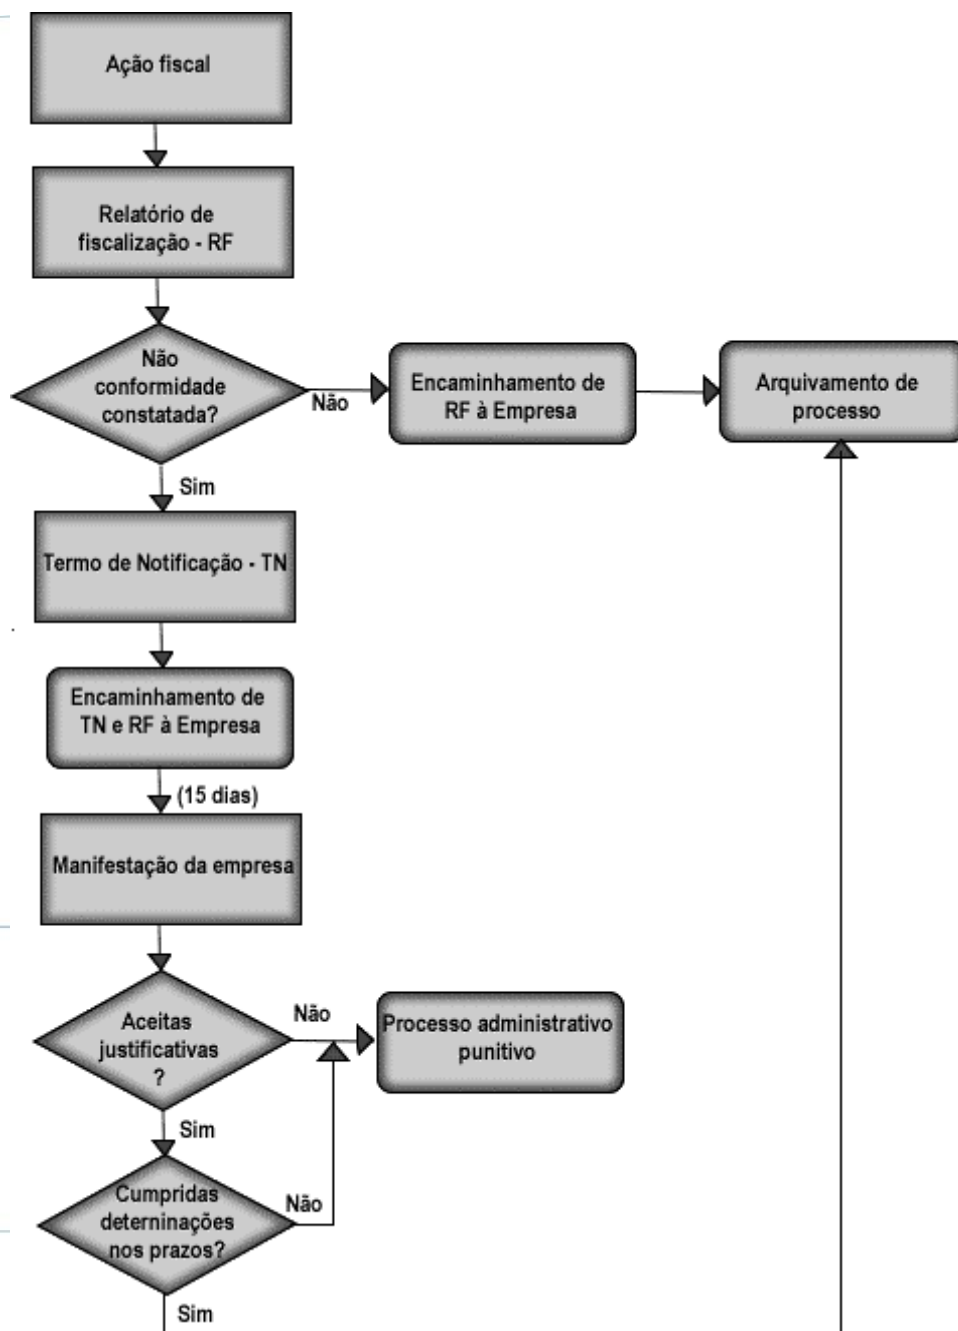 Ação fiscal
Relatório de
fiscalização - RF
Não
conformidade
constatada?
Não
Encaminhamento de
RF à Empresa
Arquivamento de
processo
Sim
Termo de Notificação - TN
Encaminhamento de
TN e RF à Empresa
(15 dias)
Manifestação da empresa
Aceitas
justificativas
?
Não
Processo administrativo
punitivo
Sim
Cumpridas
deterninações
nos prazos?
Não
Sim